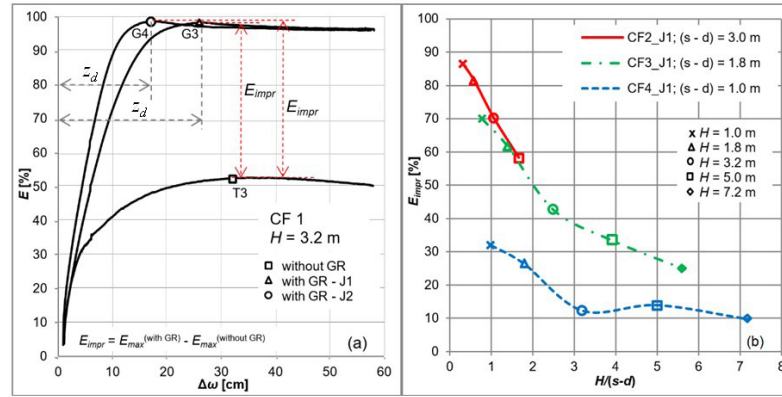 100
90
80
70
60
50
40
30
20
10
0
E [%]
G4
G3
z_d
z_d
E_impr
E_impr
T3
CF 1
H = 3.2 m
without GR
with GR - J1
with GR - J2
E_impr = E_max^(with GR) - E_max^(without GR)
(a)
0 10 20 30 40 50 60
Δω [cm]
100
90
80
70
60
50
40
30
20
10
0
E_impr [%]
CF2_J1; (s - d) = 3.0 m
CF3_J1; (s - d) = 1.8 m
CF4_J1; (s - d) = 1.0 m
H = 1.0 m
H = 1.8 m
H = 3.2 m
H = 5.0 m
H = 7.2 m
(b)
0 1 2 3 4 5 6 7 8
H/(s-d)